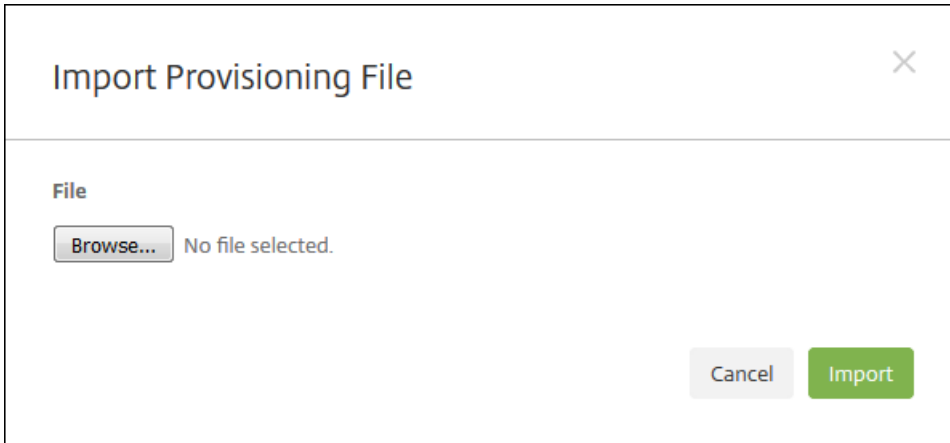 Import Provisioning File
File
Browse... No file selected.
Cancel Import